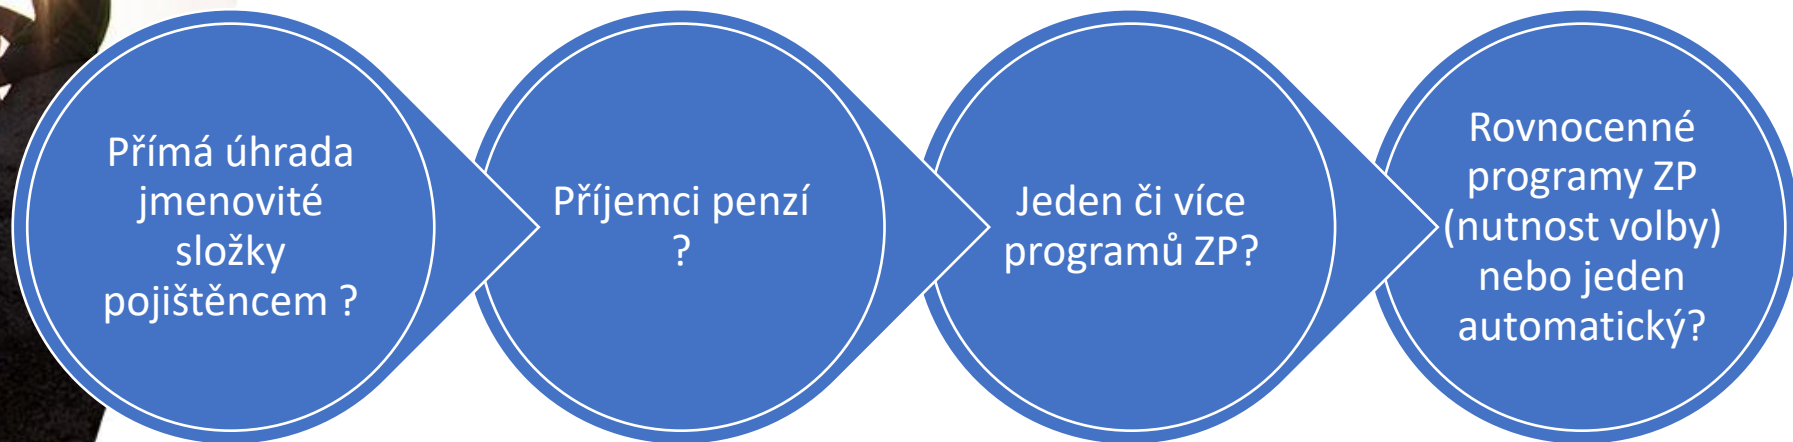 Přímá úhrada
jmenovité
složky
pojištěncem ?
Příjemci penzí
?
Jeden či více
programů ZP?
Rovnocenné
programy ZP
(nutnost volby)
nebo jeden
automatický?